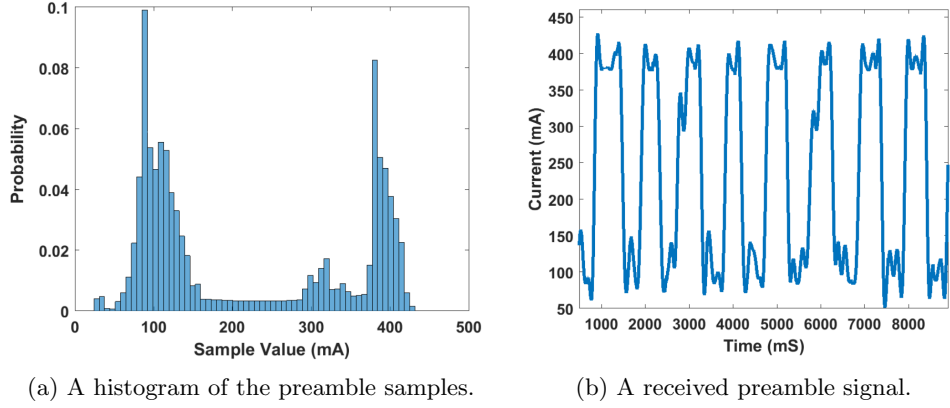 0.1
0.08
0.06
0.04
0.02
0
Probability
0 100 200 300 400 500
Sample Value (mA)
(a) A histogram of the preamble samples.
450
400
350
300
250
200
150
100
50
Current (mA)
1000 2000 3000 4000 5000 6000 7000 8000
Time (mS)
(b) A received preamble signal.